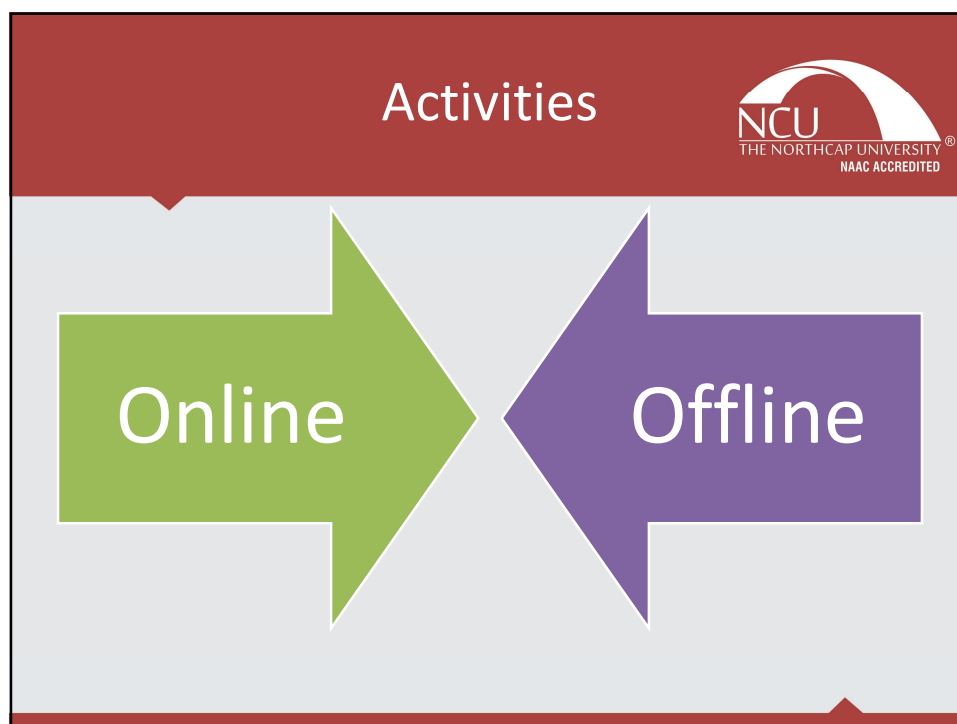 Activities
NCU
THE NORTHCAP UNIVERSITY ®
NAAC ACCREDITED
Online
Offline